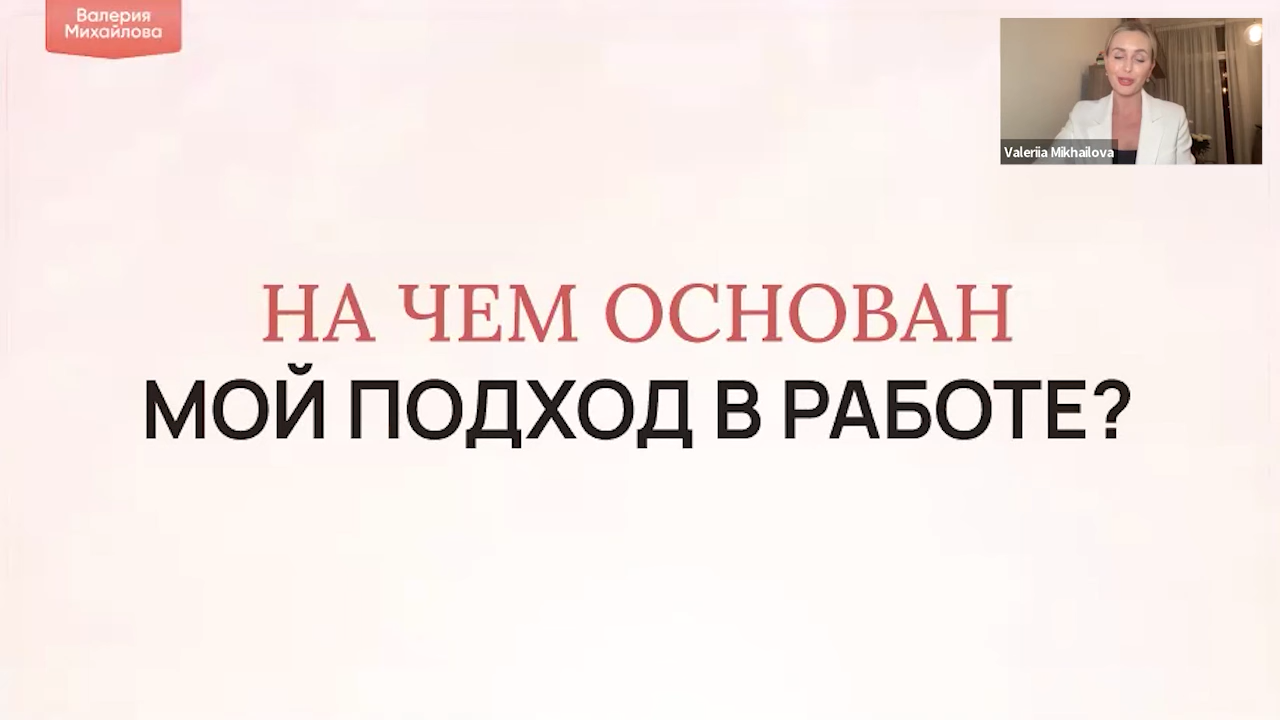 Валерия
Михайлова
Valeriia Mikhailova
НА ЧЕМ ОСНОВАН
МОЙ ПОДХОД В РАБОТЕ?